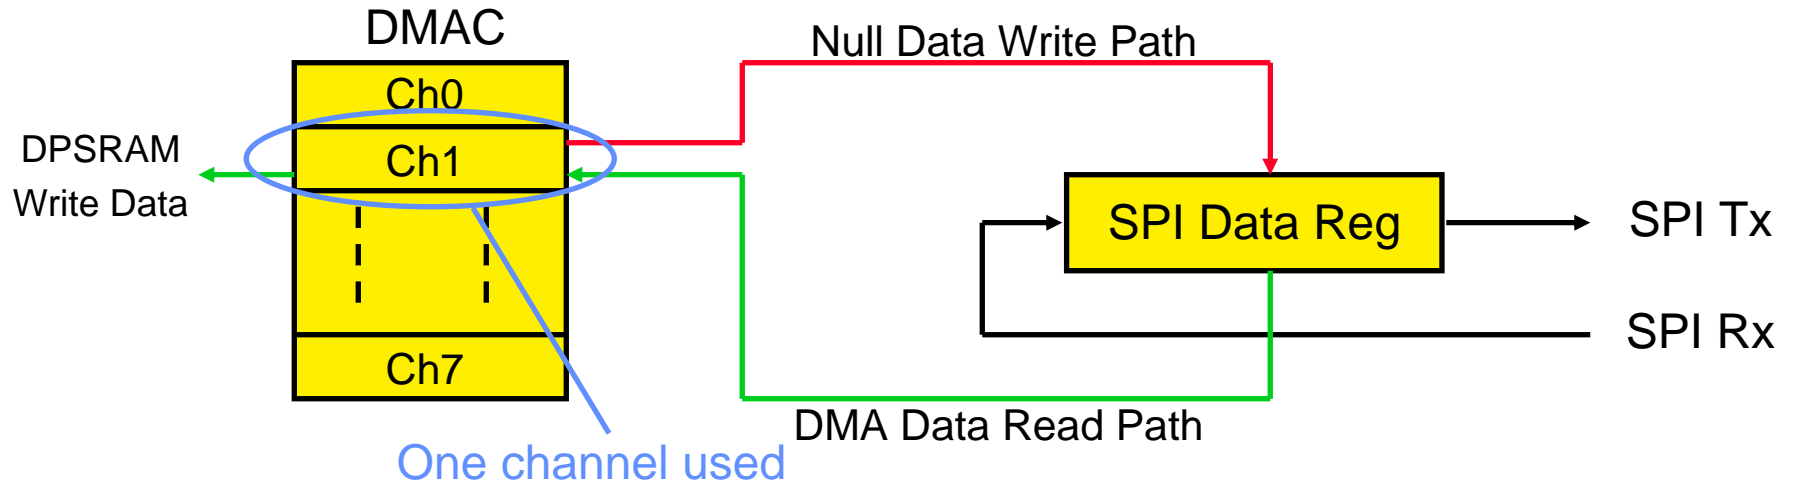 DMAC
Null Data Write Path
Ch0
DPSRAM
Write Data
Ch1
SPI Data Reg
SPI Tx
SPI Rx
Ch7
DMA Data Read Path
One channel used